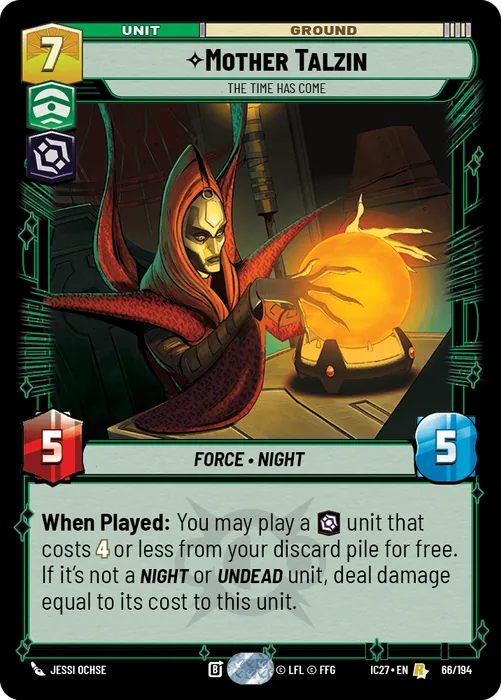 UNIT
GROUND
7
✧MOTHER TALZIN
THE TIME HAS COME
5
5
FORCE • NIGHT
When Played: You may play a unit that
costs 4 or less from your discard pile for free.
If it's not a NIGHT or UNDEAD unit, deal damage
equal to its cost to this unit.
JESSI OCHSE
B
© LFL © FFG
IC27 • EN
R
66/194